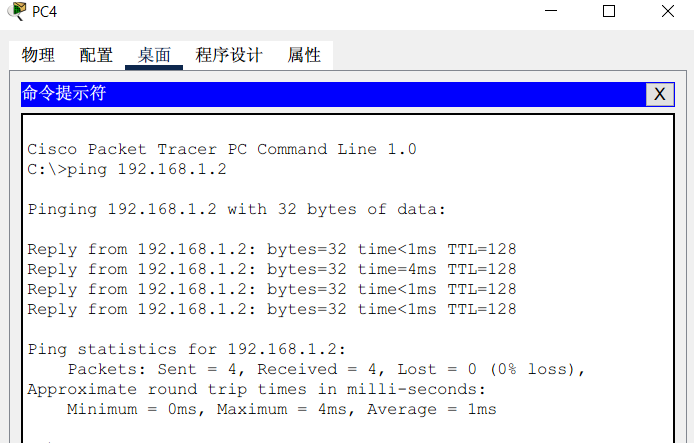 PC4
物理 配置 桌面 程序设计 属性
命令提示符 X
Cisco Packet Tracer PC Command Line 1.0
C:\>ping 192.168.1.2
Pinging 192.168.1.2 with 32 bytes of data:
Reply from 192.168.1.2: bytes=32 time<1ms TTL=128
Reply from 192.168.1.2: bytes=32 time=4ms TTL=128
Reply from 192.168.1.2: bytes=32 time<1ms TTL=128
Reply from 192.168.1.2: bytes=32 time<1ms TTL=128
Ping statistics for 192.168.1.2:
Packets: Sent = 4, Received = 4, Lost = 0 (0% loss),
Approximate round trip times in milli-seconds:
Minimum = 0ms, Maximum = 4ms, Average = 1ms